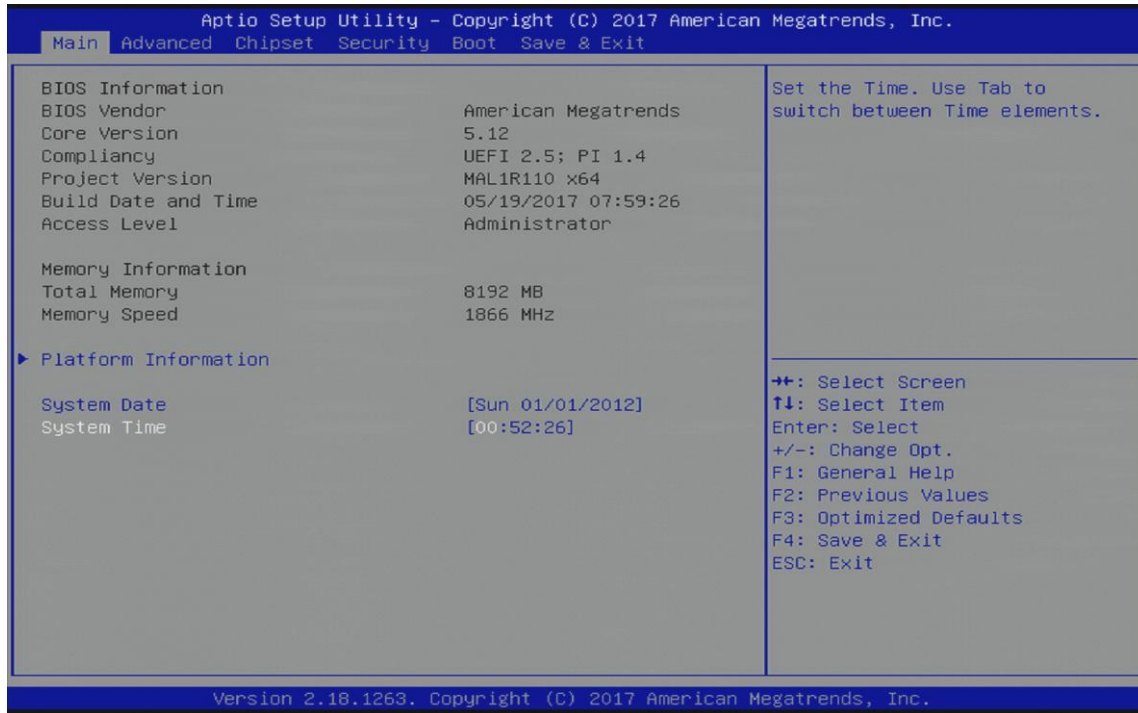 Aptio Setup Utility – Copyright (C) 2017 American Megatrends, Inc.
Main Advanced Chipset Security Boot Save & Exit
BIOS Information
BIOS Vendor American Megatrends
Core Version 5.12
Compliancy UEFI 2.5; PI 1.4
Project Version MAL1R110 x64
Build Date and Time 05/19/2017 07:59:26
Access Level Administrator
Memory Information
Total Memory 8192 MB
Memory Speed 1866 MHz
▶ Platform Information
System Date [Sun 01/01/2012]
System Time [00:52:26]
Set the Time. Use Tab to
switch between Time elements.
→←: Select Screen
↑↓: Select Item
Enter: Select
+/-: Change Opt.
F1: General Help
F2: Previous Values
F3: Optimized Defaults
F4: Save & Exit
ESC: Exit
Version 2.18.1263. Copyright (C) 2017 American Megatrends, Inc.